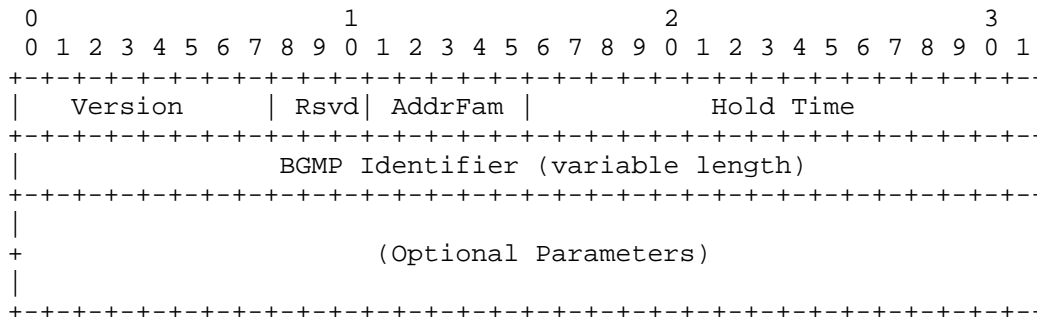 0                   1                   2                   3
 0 1 2 3 4 5 6 7 8 9 0 1 2 3 4 5 6 7 8 9 0 1 2 3 4 5 6 7 8 9 0 1
+-+-+-+-+-+-+-+-+-+-+-+-+-+-+-+-+-+-+-+-+-+-+-+-+-+-+-+-+-+-+-+--
|   Version     | Rsvd| AddrFam |           Hold Time
+-+-+-+-+-+-+-+-+-+-+-+-+-+-+-+-+-+-+-+-+-+-+-+-+-+-+-+-+-+-+-+--
|                BGMP Identifier (variable length)
+-+-+-+-+-+-+-+-+-+-+-+-+-+-+-+-+-+-+-+-+-+-+-+-+-+-+-+-+-+-+-+--
|
+                      (Optional Parameters)
|
+-+-+-+-+-+-+-+-+-+-+-+-+-+-+-+-+-+-+-+-+-+-+-+-+-+-+-+-+-+-+-+--